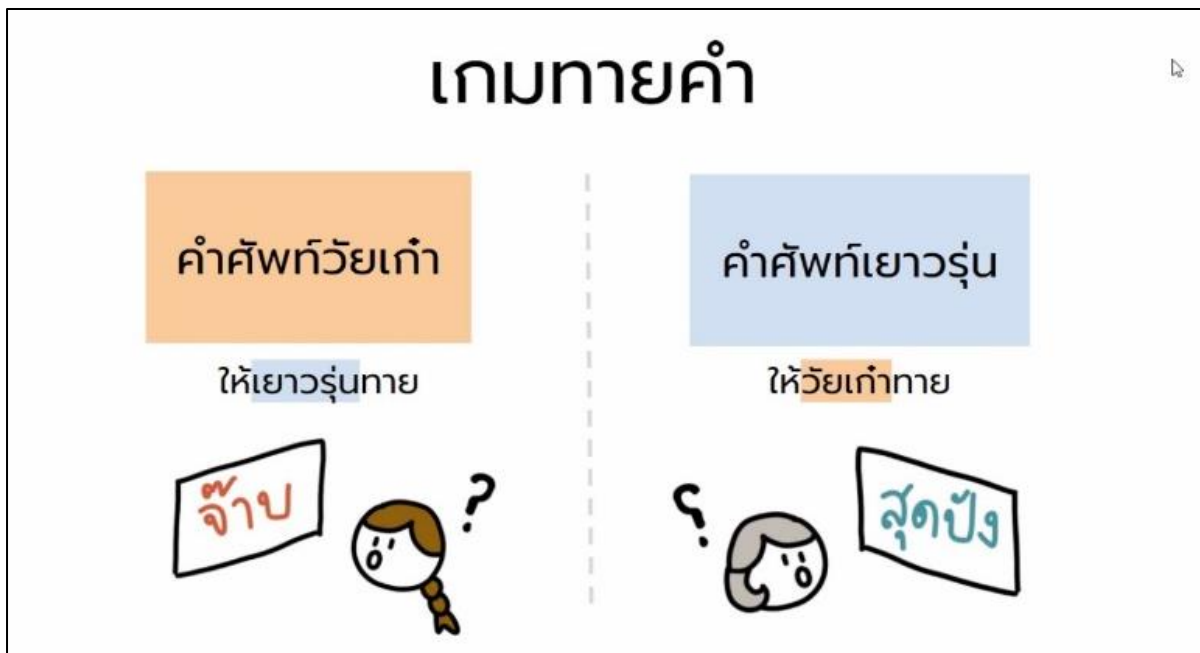 เกมทายคำ
คำศัพท์วัยเก๋า
ให้เยาวรุ่นทาย
จ๊าบ
?
คำศัพท์เยาวรุ่น
ให้วัยเก๋าทาย
?
สุดปัง